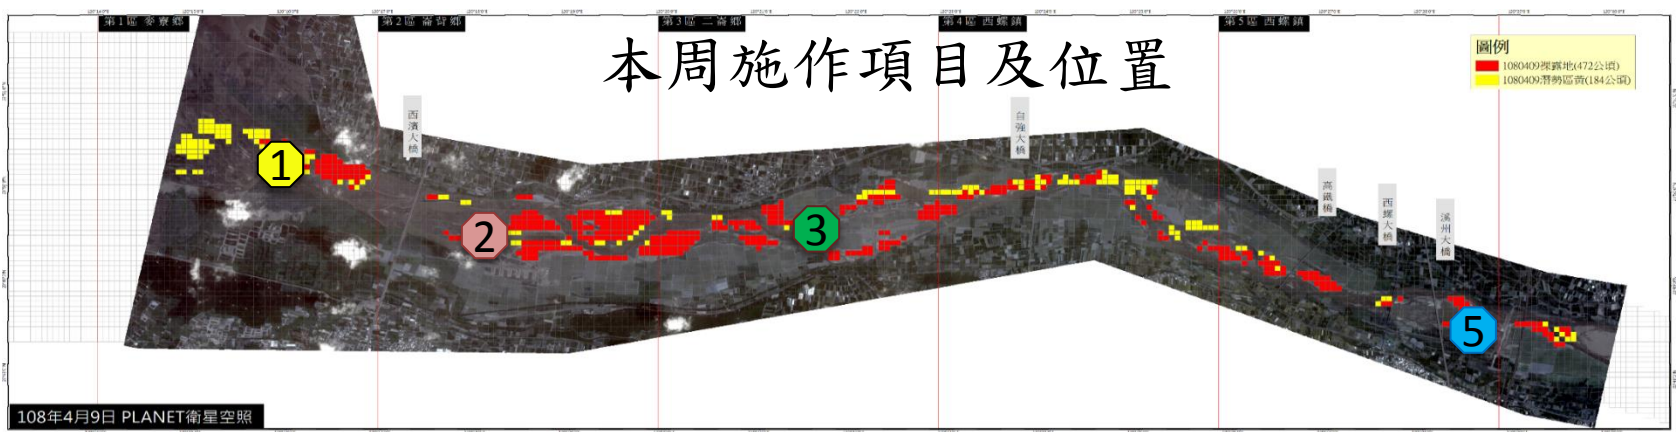 第1區 麥寮鄉
第2區 崙背鄉
第3區 二崙鄉
第4區 西螺鎮
第5區 西螺鎮
本周施作項目及位置
圖例
1080409裸露地(472公頃)
1080409潛勢區黃(184公頃)
西濱大橋
自強大橋
高鐵橋
西螺大橋
溪州大橋
1
2
3
5
108年4月9日 PLANET衛星空照